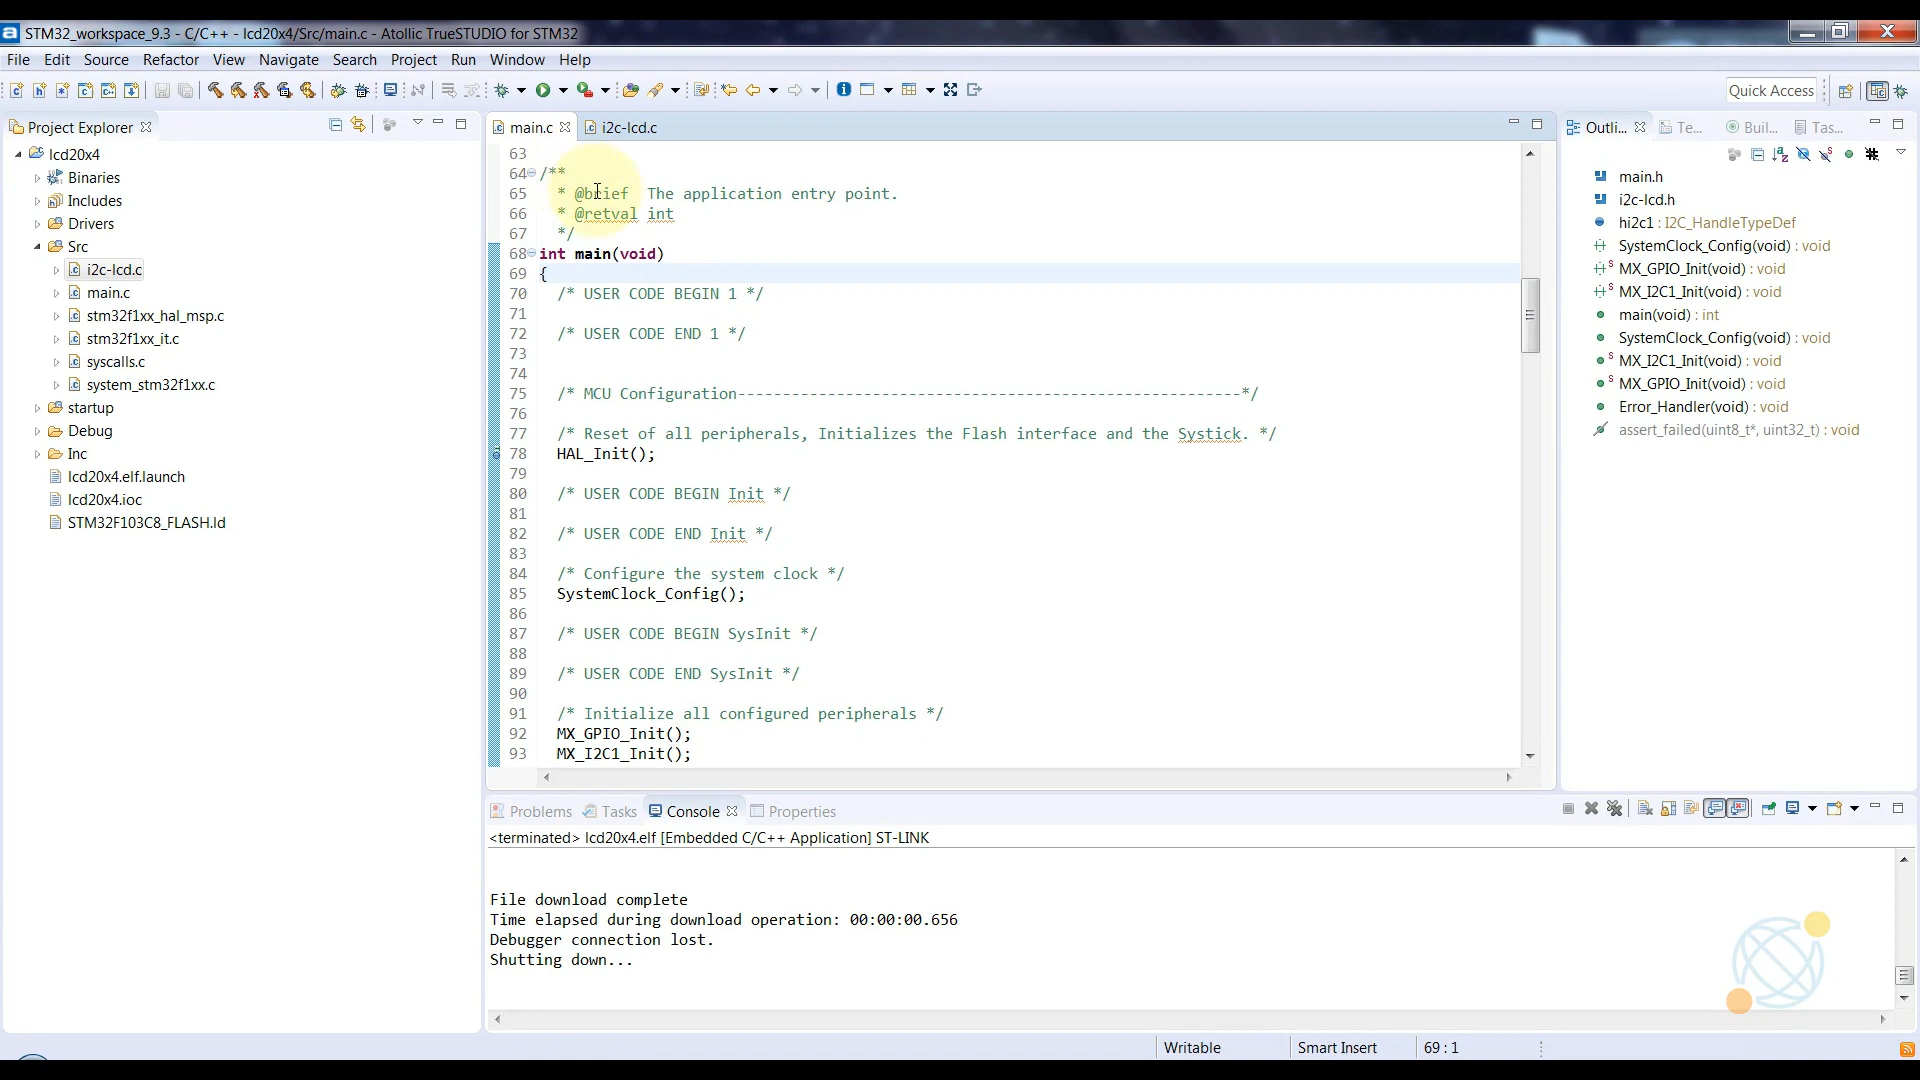 STM32_workspace_9.3 - C/C++ - lcd20x4/Src/main.c - Atollic TrueSTUDIO for STM32
File Edit Source Refactor View Navigate Search Project Run Window Help
Quick Access
Project Explorer
lcd20x4
Binaries
Includes
Drivers
Src
i2c-lcd.c
main.c
stm32f1xx_hal_msp.c
stm32f1xx_it.c
syscalls.c
system_stm32f1xx.c
startup
Debug
Inc
lcd20x4.elf.launch
lcd20x4.ioc
STM32F103C8_FLASH.ld
main.c i2c-lcd.c
63
64 /**
65 * @brief The application entry point.
66 * @retval int
67 */
68 int main(void)
69 {
70 /* USER CODE BEGIN 1 */
71
72 /* USER CODE END 1 */
73
74
75 /* MCU Configuration--------------------------------------------------------*/
76
77 /* Reset of all peripherals, Initializes the Flash interface and the Systick. */
78 HAL_Init();
79
80 /* USER CODE BEGIN Init */
81
82 /* USER CODE END Init */
83
84 /* Configure the system clock */
85 SystemClock_Config();
86
87 /* USER CODE BEGIN SysInit */
88
89 /* USER CODE END SysInit */
90
91 /* Initialize all configured peripherals */
92 MX_GPIO_Init();
93 MX_I2C1_Init();
Outli... Te... Buil... Tas...
main.h
i2c-lcd.h
hi2c1 : I2C_HandleTypeDef
SystemClock_Config(void) : void
MX_GPIO_Init(void) : void
MX_I2C1_Init(void) : void
main(void) : int
SystemClock_Config(void) : void
MX_I2C1_Init(void) : void
MX_GPIO_Init(void) : void
Error_Handler(void) : void
assert_failed(uint8_t*, uint32_t) : void
Problems Tasks Console Properties
<terminated> lcd20x4.elf [Embedded C/C++ Application] ST-LINK
File download complete
Time elapsed during download operation: 00:00:00.656
Debugger connection lost.
Shutting down...
Writable Smart Insert 69 : 1